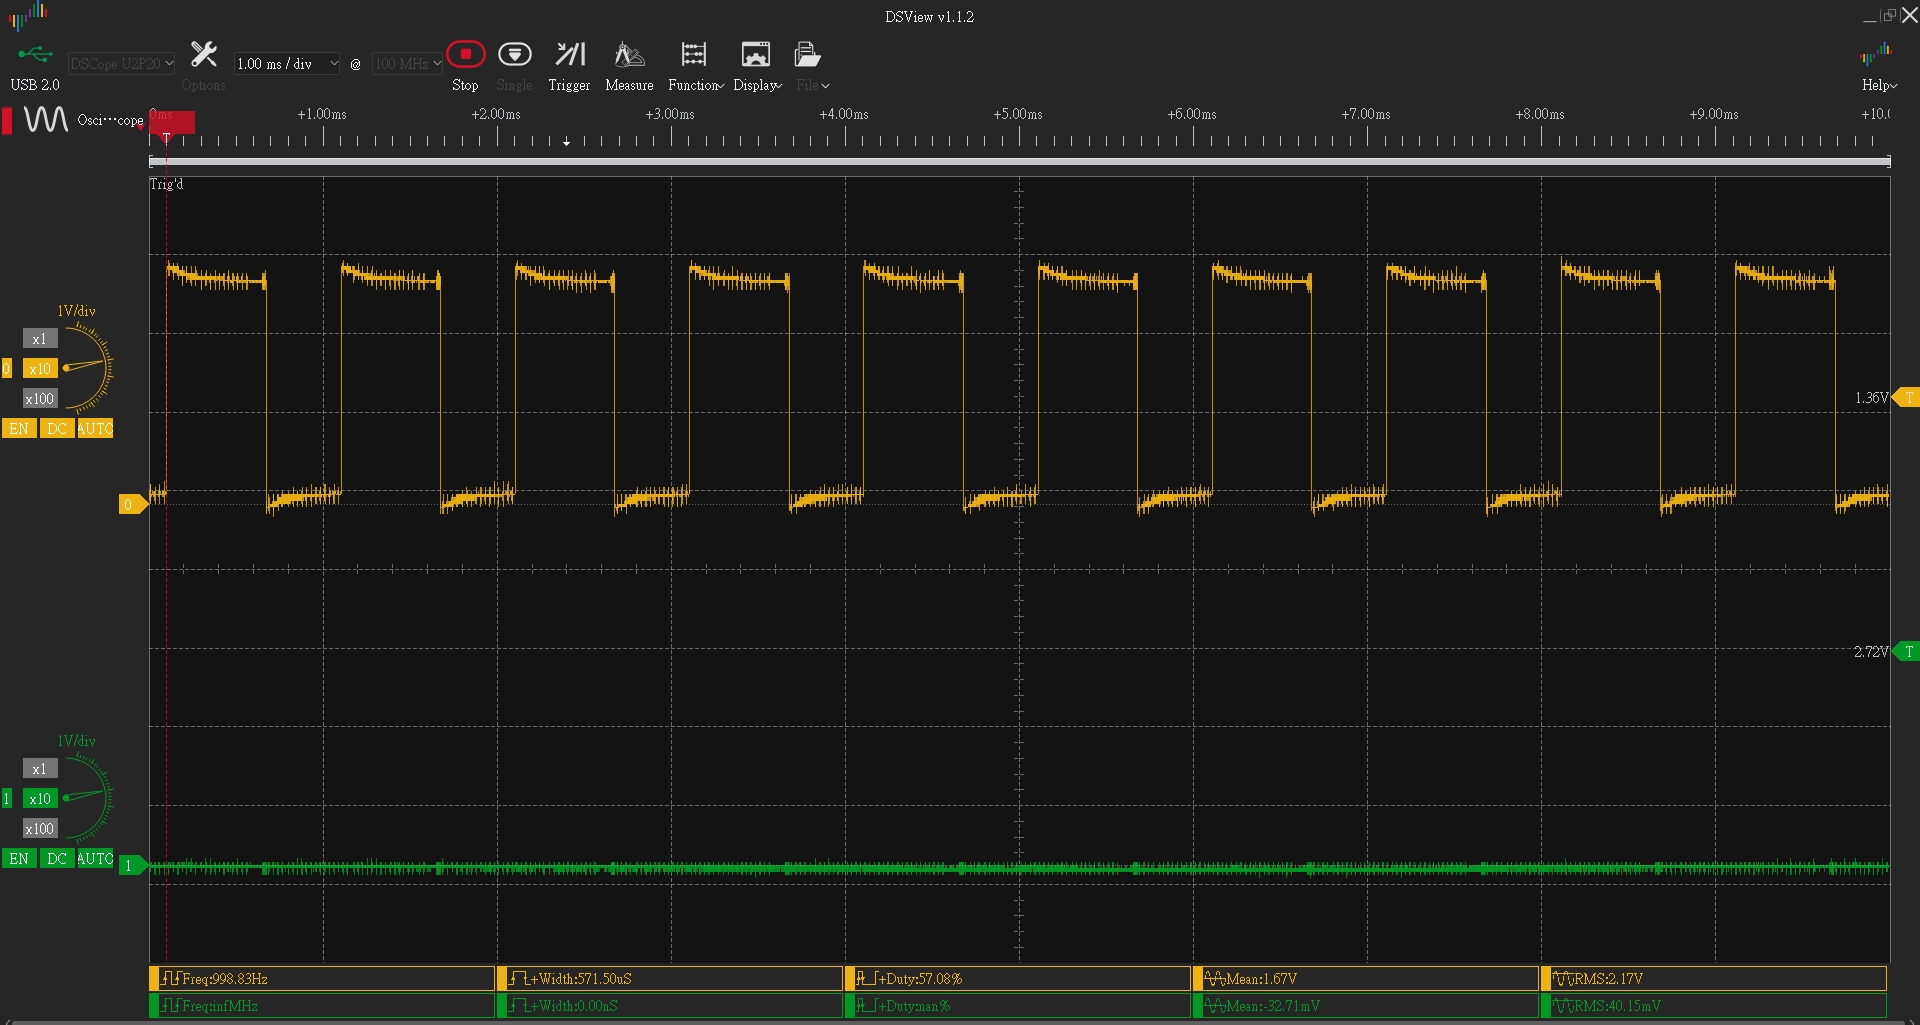 DSView v1.1.2
USB 2.0
DSCope U2P20
Options
1.00 ms / div
@
100 MHz
Stop
Single
Trigger
Measure
Function
Display
File
Help
Osci···cope
0ms +1.00ms +2.00ms +3.00ms +4.00ms +5.00ms +6.00ms +7.00ms +8.00ms +9.00ms +10.0
T
Trig'd
1V/div
x1
0 x10
x100
EN DC AUTO
0
1.36V T
2.72V T
1V/div
x1
1 x10
x100
EN DC AUTO
1
Freq:998.83Hz +Width:571.50uS +Duty:57.08% Mean:1.67V RMS:2.17V
Freq:infMHz +Width:0.00nS +Duty:nan% Mean:-32.71mV RMS:40.15mV